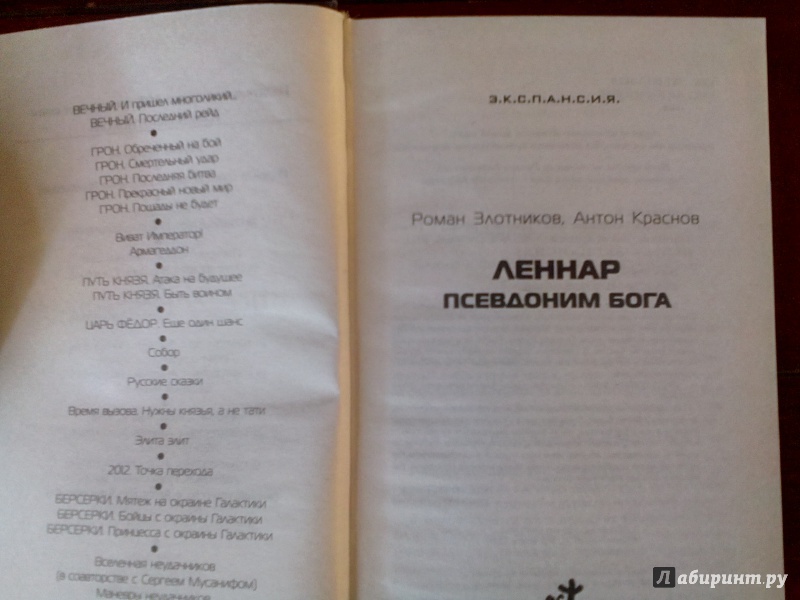 ВЕЧНЫЙ. И пришел многоликий...
ВЕЧНЫЙ. Последний рейд
ГРОН. Обреченный на бой
ГРОН. Смертельный удар
ГРОН. Последняя битва
ГРОН. Прекрасный новый мир
ГРОН. Пощады не будет
Виват Император!
Армагеддон
ПУТЬ КНЯЗЯ. Атака на будущее
ПУТЬ КНЯЗЯ. Быть воином
ЦАРЬ ФЁДОР. Еще один шанс
Собор
Русские сказки
Время вызова. Нужны князья, а не тати
Элита элит
2012. Точка перехода
БЕРСЕРКИ. Мятеж на окраине Галактики
БЕРСЕРКИ. Бойцы с окраины Галактики
БЕРСЕРКИ. Принцесса с окраины Галактики
Вселенная неудачников
(в соавторстве с Сергеем Мусанифом)
Маневры неудачников
Э.К.С.П.А.Н.С.И.Я.
Роман Злотников, Антон Краснов
ЛЕННАР
ПСЕВДОНИМ БОГА
Лабиринт.ру